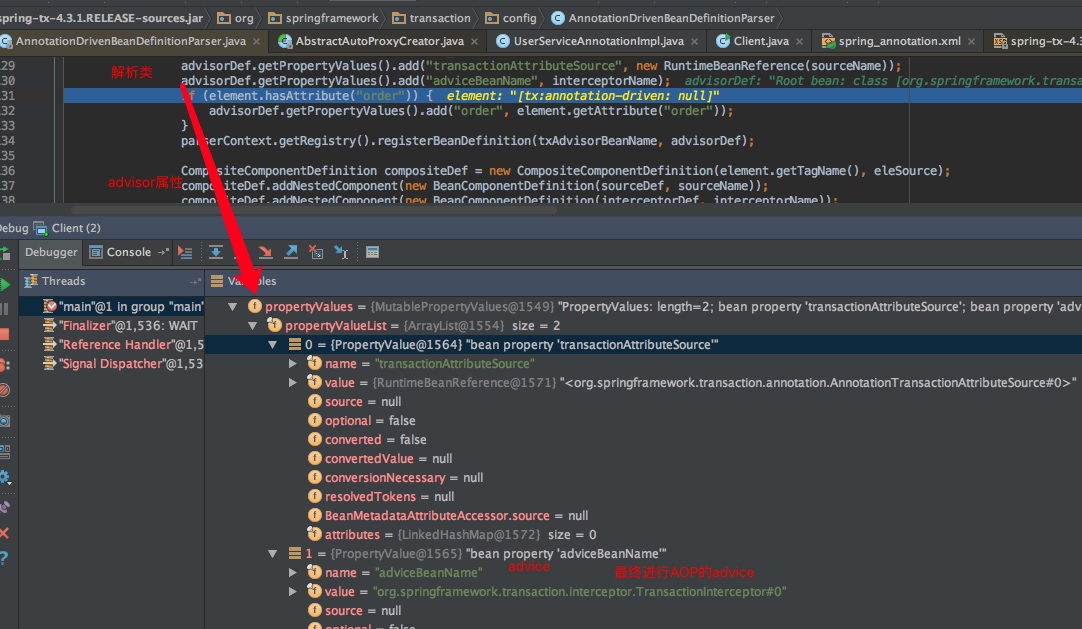 spring-tx-4.3.1.RELEASE-sources.jar org springframework transaction config AnnotationDrivenBeanDefinitionParser
AnnotationDrivenBeanDefinitionParser.java × AbstractAutoProxyCreator.java × UserServiceAnnotationImpl.java × Client.java × spring_annotation.xml × spring-tx-4.3
29 advisorDef.getPropertyValues().add("transactionAttributeSource", new RuntimeBeanReference(sourceName));
解析类
30 advisorDef.getPropertyValues().add("adviceBeanName", interceptorName); advisorDef: "Root bean: class [org.springframework.transa
31 if (element.hasAttribute("order")) { element: "[tx:annotation-driven: null]"
32 advisorDef.getPropertyValues().add("order", element.getAttribute("order"));
33 }
34 parserContext.getRegistry().registerBeanDefinition(txAdvisorBeanName, advisorDef);
35
36 CompositeComponentDefinition compositeDef = new CompositeComponentDefinition(element.getTagName(), eleSource);
advisor属性
37 compositeDef.addNestedComponent(new BeanComponentDefinition(sourceDef, sourceName));
38 compositeDef.addNestedComponent(new BeanComponentDefinition(interceptorDef, interceptorName));
Debug Client (2)
Debugger Console
Threads Variables
"main"@1 in group "main"
"Finalizer"@1,536: WAIT
"Reference Handler"@1,5
"Signal Dispatcher"@1,53
propertyValues = {MutablePropertyValues@1549} "PropertyValues: length=2; bean property 'transactionAttributeSource'; bean property 'adv
propertyValueList = {ArrayList@1554} size = 2
0 = {PropertyValue@1564} "bean property 'transactionAttributeSource'"
name = "transactionAttributeSource"
value = {RuntimeBeanReference@1571} "<org.springframework.transaction.annotation.AnnotationTransactionAttributeSource#0>"
source = null
optional = false
converted = false
convertedValue = null
conversionNecessary = null
resolvedTokens = null
BeanMetadataAttributeAccessor.source = null
attributes = {LinkedHashMap@1572} size = 0
1 = {PropertyValue@1565} "bean property 'adviceBeanName'"
name = "adviceBeanName" advice 最终进行AOP的advice
value = "org.springframework.transaction.interceptor.TransactionInterceptor#0"
source = null
optional = false